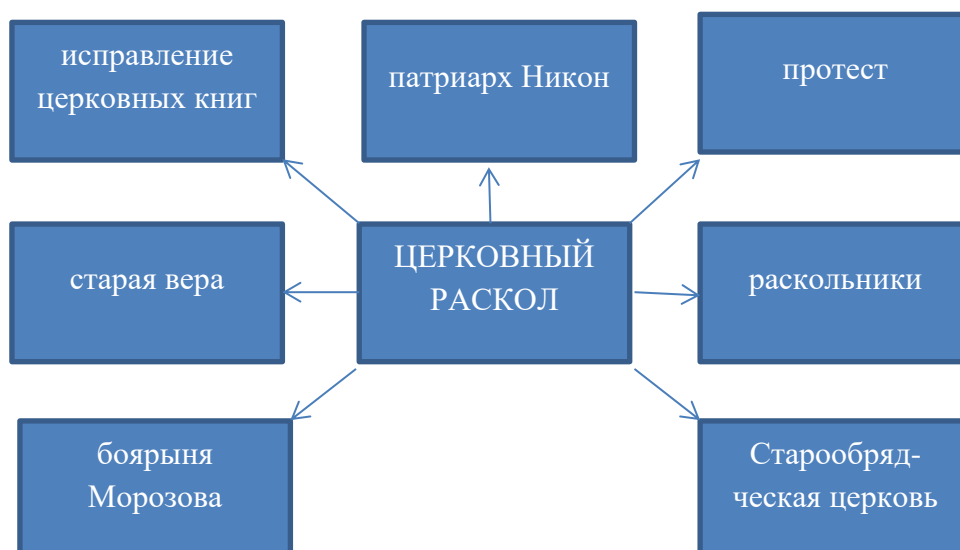 исправление
церковных книг
патриарх Никон
протест
старая вера
ЦЕРКОВНЫЙ
РАСКОЛ
раскольники
боярыня
Морозова
Старообряд-
ческая церковь